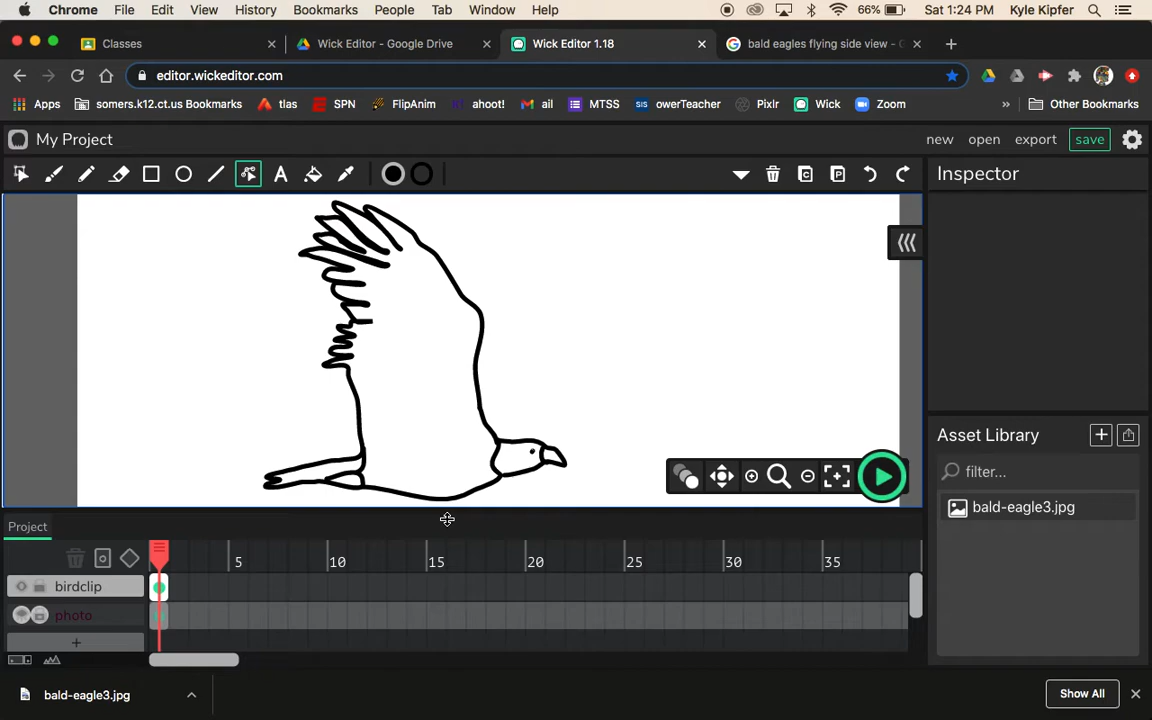 Chrome File Edit View History Bookmarks People Tab Window Help 66% Sat 1:24 PM Kyle Kipfer
Classes Wick Editor - Google Drive Wick Editor 1.18 bald eagles flying side view - G
editor.wickeditor.com
Apps somers.k12.ct.us Bookmarks tlas SPN FlipAnim ahoot! ail MTSS SIS owerTeacher Pixlr Wick Zoom » Other Bookmarks
My Project new open export save
Inspector
Asset Library
filter...
bald-eagle3.jpg
Project
5 10 15 20 25 30 35
birdclip
photo
bald-eagle3.jpg Show All